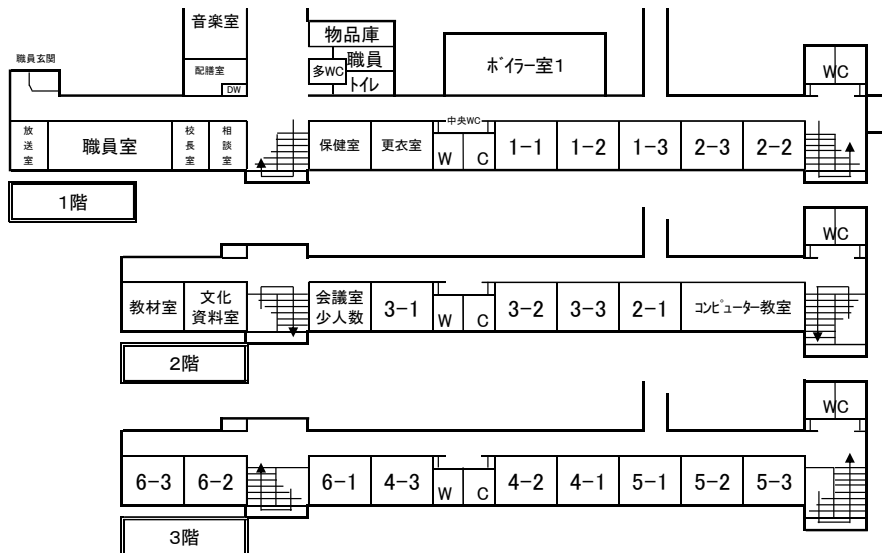 音楽室
物品庫
職員玄関
配膳室
多WC
職員
トイレ
ボイラー室1
WC
DW
中央WC
放送室
職員室
校長室
相談室
保健室
更衣室
W C
1-1
1-2
1-3
2-3
2-2
1階
WC
教材室
文化
資料室
会議室
少人数
3-1
W C
3-2
3-3
2-1
コンピューター教室
2階
WC
6-3
6-2
6-1
4-3
W C
4-2
4-1
5-1
5-2
5-3
3階